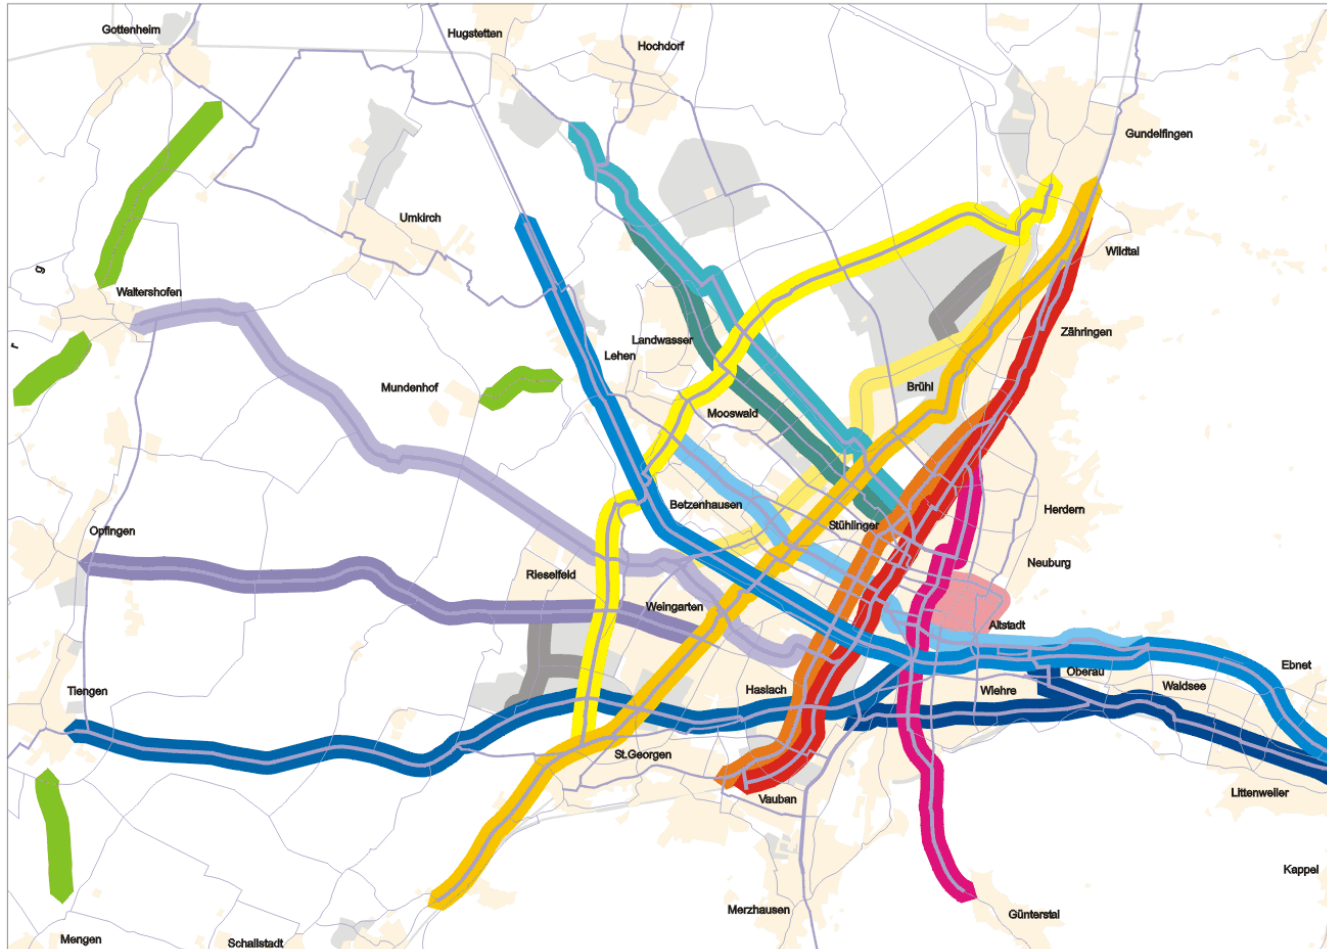 Gottenheim
Hugstetten
Hochdorf
Gundelfingen
Umkirch
Wildtal
g
Waltershofen
Zähringen
r
Landwasser
Lehen
Mundenhof
Brühl
Mooswald
Betzenhausen
Herdern
Stühlinger
Opfingen
Neuburg
Rieselfeld
Weingarten
Altstadt
Ebnet
Oberau
Waldsee
Tiengen
Haslach
Wiehre
St.Georgen
Vauban
Littenweiler
Kappel
Merzhausen
Günterstal
Mengen
Schallstadt